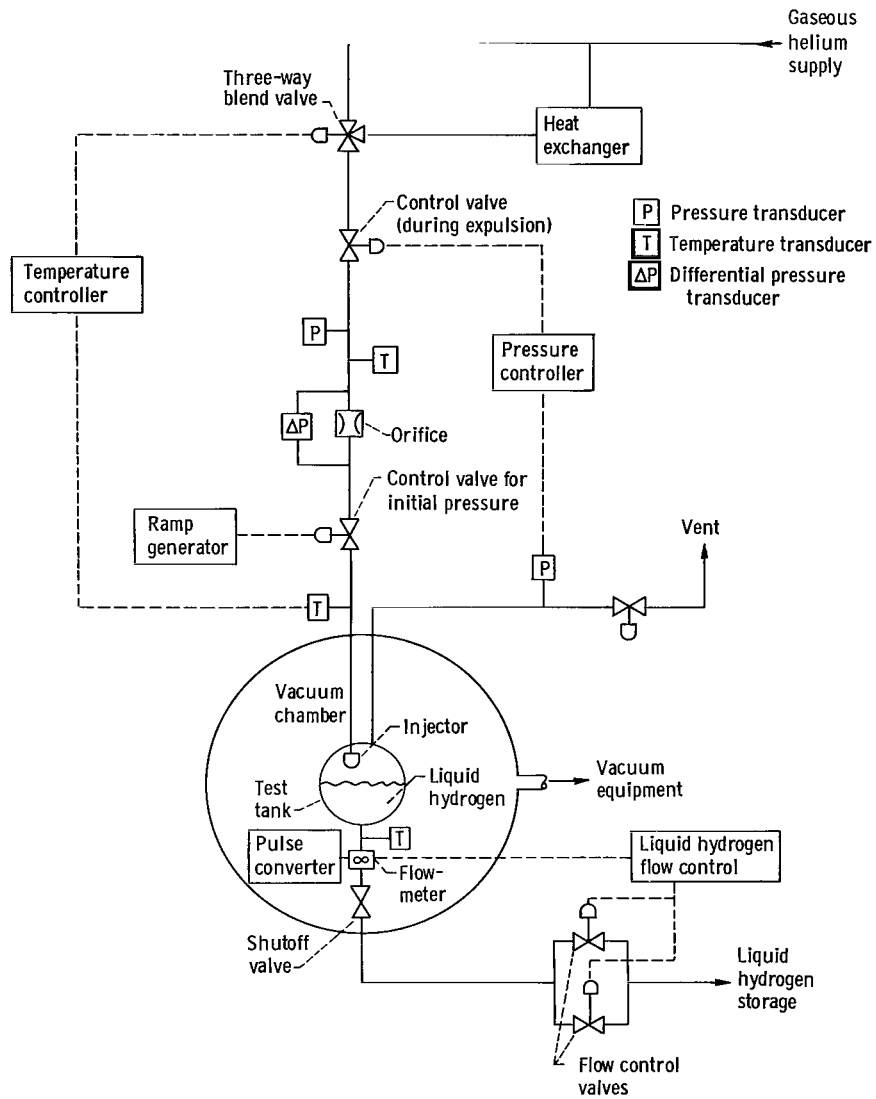 Gaseous
helium
supply
Three-way
blend valve
Heat
exchanger
Control valve
(during expulsion)
P Pressure transducer
T Temperature transducer
ΔP Differential pressure
transducer
Temperature
controller
P
T
Pressure
controller
ΔP
Orifice
Control valve for
initial pressure
Ramp
generator
Vent
P
T
Vacuum
chamber
Injector
Test
tank
Liquid
hydrogen
Vacuum
equipment
T
Pulse
converter
∞
Flow-
meter
Liquid hydrogen
flow control
Shutoff
valve
Liquid
hydrogen
storage
Flow control
valves